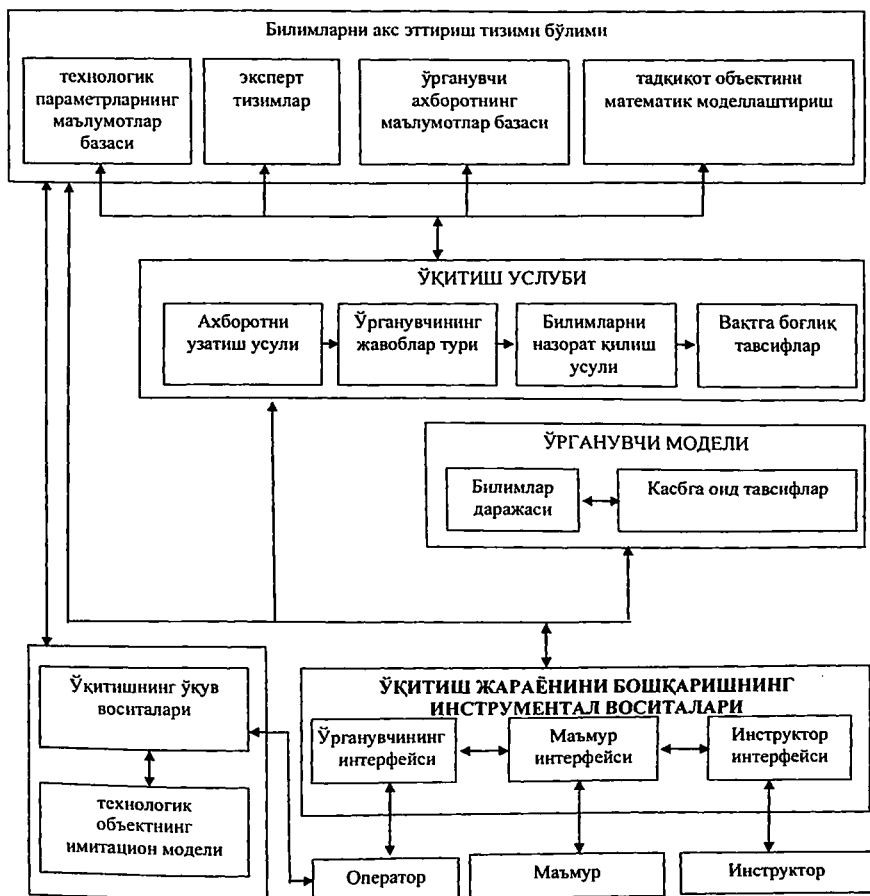 Билимларни акс эттириш тизими бўлими
технологик
параметрларнинг
маълумотлар
базаси
эксперт
тизимлар
ўрганувчи
ахборотнинг
маълумотлар базаси
тадқиқот объектини
математик моделлаштириш
ЎҚИТИШ УСЛУБИ
Ахборотни
узатиш усули
Ўрганувчининг
жавоблар тури
Билимларни
назорат қилиш
усули
Вақтга боғлиқ
тавсифлар
ЎРГАНУВЧИ МОДЕЛИ
Билимлар
даражаси
Касбга оид тавсифлар
Ўқитишнинг ўқув
воситалари
технологик
объектнинг
имитацион модели
ЎҚИТИШ ЖАРАЁНИНИ БОШҚАРИШНИНГ
ИНСТРУМЕНТАЛ ВОСИТАЛАРИ
Ўрганувчининг
интерфейси
Маъмур
интерфейси
Инструктор
интерфейси
Оператор
Маъмур
Инструктор